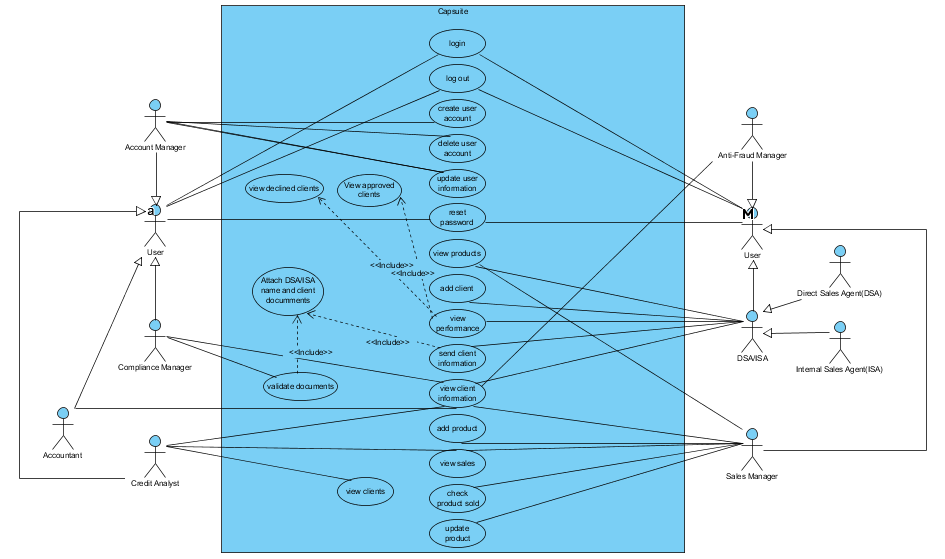 Capsuite
login
log out
create user
account
delete user
account
update user
information
view declined clients
View approved
clients
reset
password
view products
<<Include>>
<<Include>>
Attach DSA/ISA
name and client
documments
add client
view
performance
<<Include>>
<<Include>>
send client
information
validate documents
view client
information
add product
view sales
view clients
check
product sold
update
product
Account Manager
a
User
Compliance Manager
Accountant
Credit Analyst
Anti-Fraud Manager
M
User
Direct Sales Agent(DSA)
DSA/ISA
Internal Sales Agent(ISA)
Sales Manager